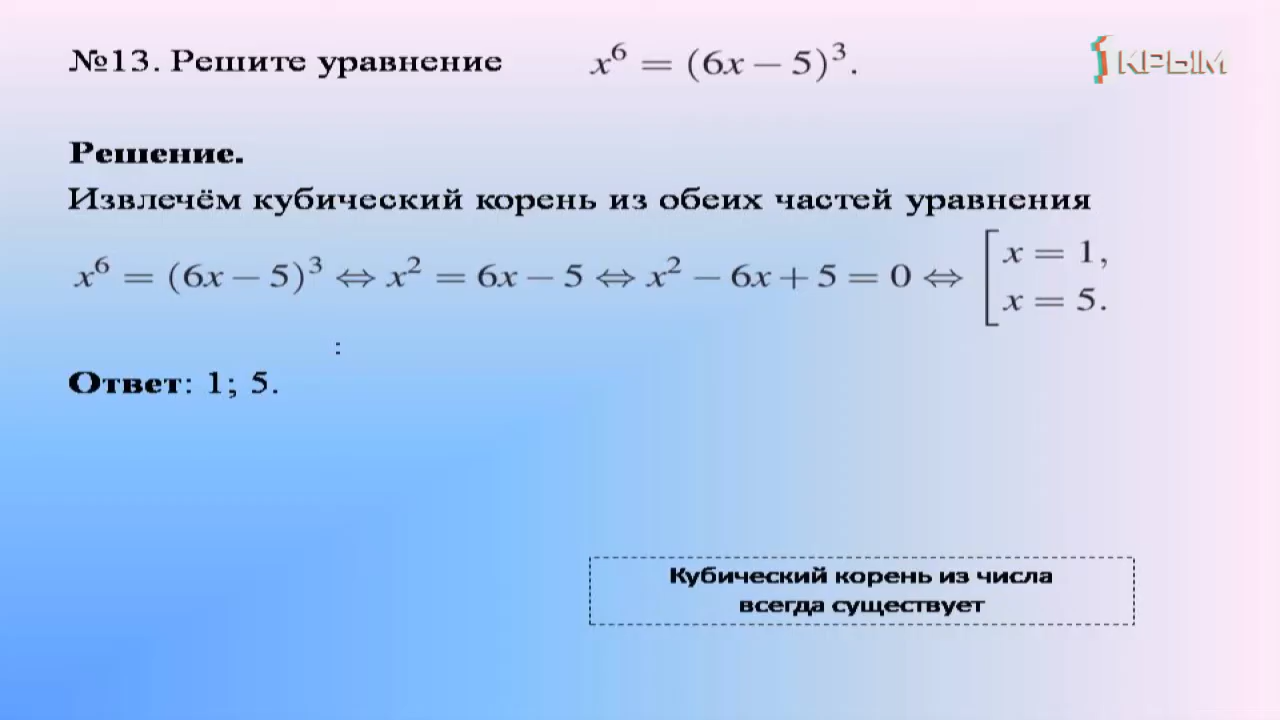 №13. Решите уравнение x⁶ = (6x − 5)³.
1 КРЫМ
Решение.
Извлечём кубический корень из обеих частей уравнения
x⁶ = (6x − 5)³ ⇔ x² = 6x − 5 ⇔ x² − 6x + 5 = 0 ⇔ [ x = 1, x = 5.
:
Ответ: 1; 5.
Кубический корень из числа
всегда существует